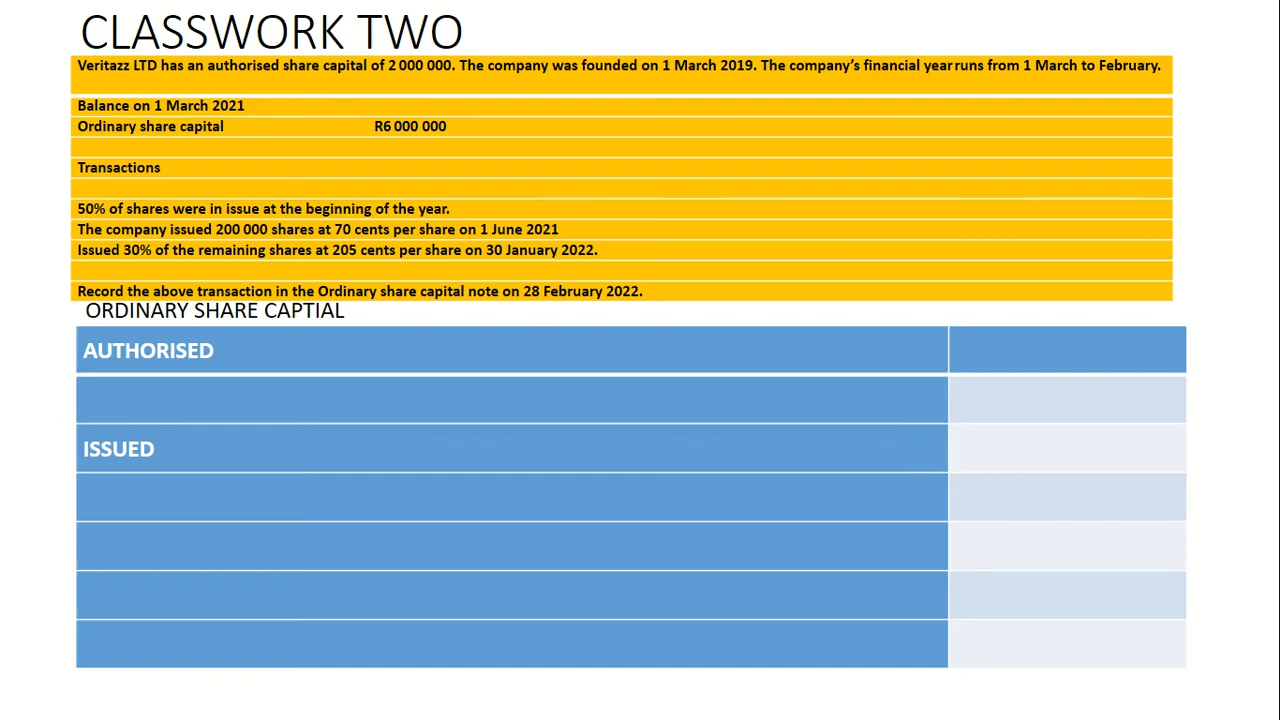 CLASSWORK TWO
Veritazz LTD has an authorised share capital of 2 000 000. The company was founded on 1 March 2019. The company’s financial year runs from 1 March to February.
Balance on 1 March 2021
Ordinary share capital R6 000 000
Transactions
50% of shares were in issue at the beginning of the year.
The company issued 200 000 shares at 70 cents per share on 1 June 2021
Issued 30% of the remaining shares at 205 cents per share on 30 January 2022.
Record the above transaction in the Ordinary share capital note on 28 February 2022.
ORDINARY SHARE CAPTIAL
AUTHORISED
ISSUED